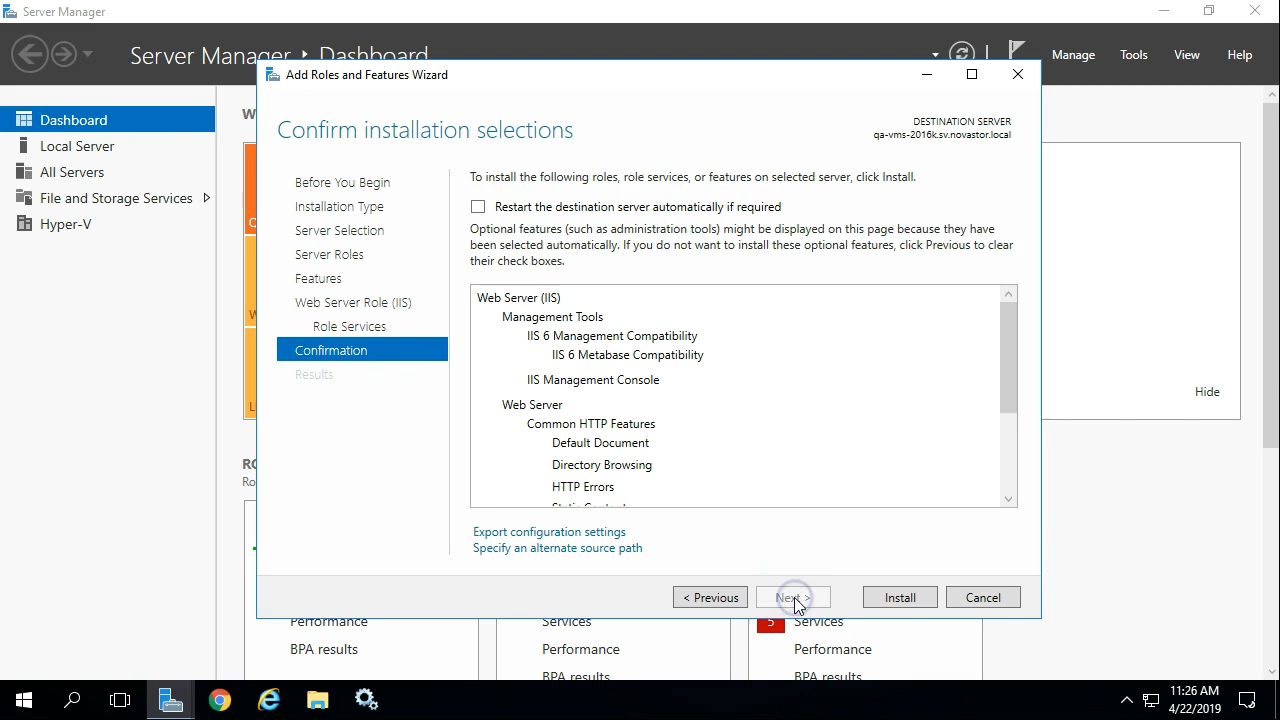 Server Manager
Server Manager ‣ Dashboard
Manage
Tools
View
Help
Add Roles and Features Wizard
Dashboard
Local Server
All Servers
File and Storage Services
Hyper-V
Confirm installation selections
DESTINATION SERVER
qa-vms-2016k.sv.novastor.local
Before You Begin
Installation Type
Server Selection
Server Roles
Features
Web Server Role (IIS)
Role Services
Confirmation
Results
To install the following roles, role services, or features on selected server, click Install.
Restart the destination server automatically if required
Optional features (such as administration tools) might be displayed on this page because they have
been selected automatically. If you do not want to install these optional features, click Previous to clear
their check boxes.
Web Server (IIS)
Management Tools
IIS 6 Management Compatibility
IIS 6 Metabase Compatibility
IIS Management Console
Web Server
Common HTTP Features
Default Document
Directory Browsing
HTTP Errors
Export configuration settings
Specify an alternate source path
< Previous
Next >
Install
Cancel
Hide
Performance
BPA results
Services
Performance
BPA results
5
Services
Performance
BPA results
11:26 AM
4/22/2019